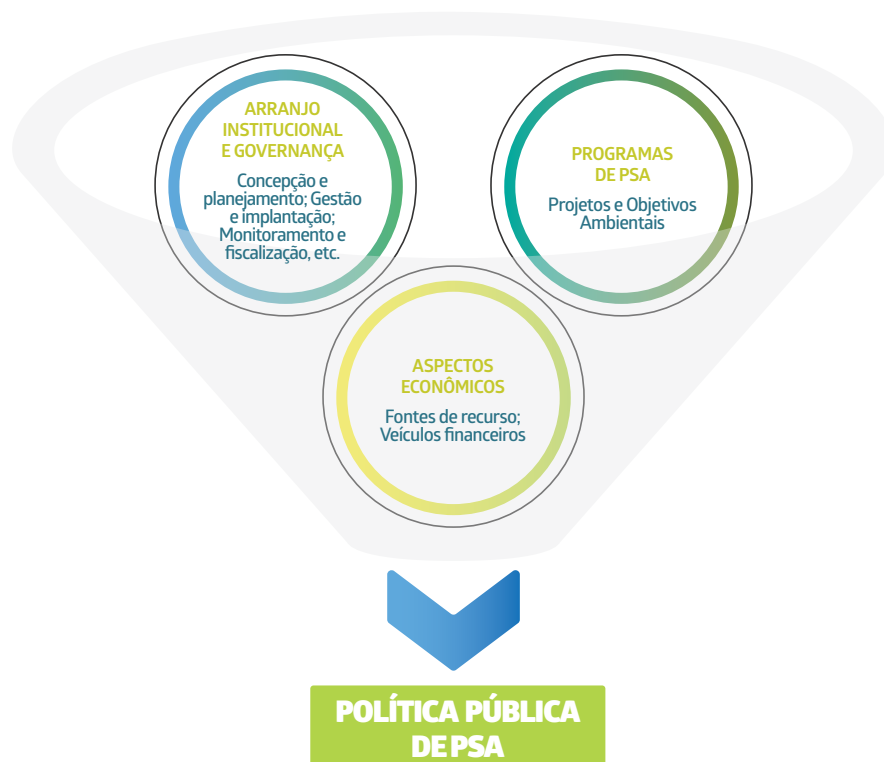 ARRANJO
INSTITUCIONAL
E GOVERNANÇA
Concepção e
planejamento; Gestão
e implantação;
Monitoramento e
fiscalização, etc.
PROGRAMAS
DE PSA
Projetos e Objetivos
Ambientais
ASPECTOS
ECONÔMICOS
Fontes de recurso;
Veículos financeiros
POLÍTICA PÚBLICA
DE PSA